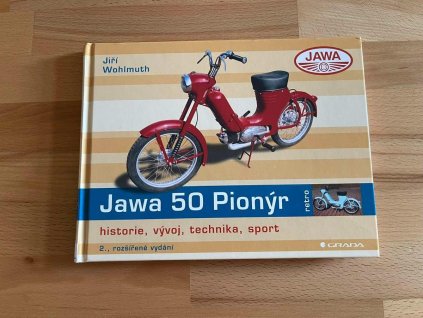 Jiří
Wohlmuth
JAWA
Jawa 50 Pionýr
retro
historie, vývoj, technika, sport
2., rozšířené vydání
GRADA